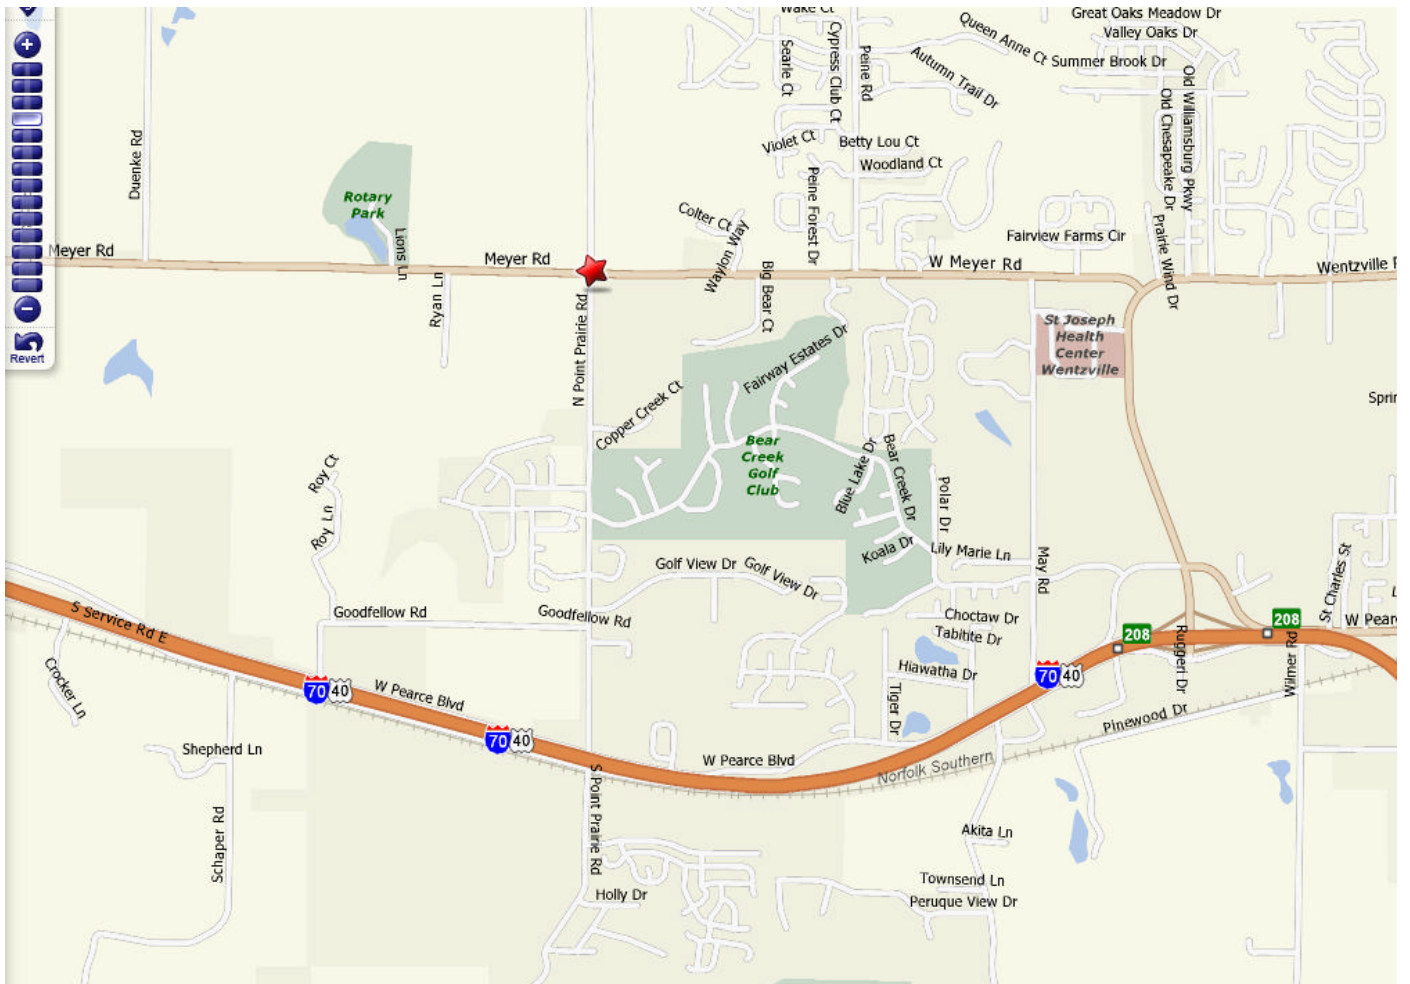 Wake Ct
Great Oaks Meadow Dr
Queen Anne Ct
Valley Oaks Dr
Searle Ct
Cypress Club Ct
Peine Rd
Autumn Trail Dr
Summer Brook Dr
Old Williamsburg Pkwy
Old Chesapeake Dr
Duenke Rd
Violet Ct
Betty Lou Ct
Woodland Ct
Peine Forest Dr
Rotary
Park
Colter Ct
Waylon Way
Fairview Farms Cir
Prairie Wind Dr
Meyer Rd
Lions Ln
Meyer Rd
Big Bear Ct
W Meyer Rd
Wentzville
Ryan Ln
N Point Prairie Rd
Revert
St Joseph
Health
Center
Wentzville
Fairway Estates Dr
Copper Creek Ct
Sprin
Bear
Creek
Golf
Club
Blue Lake Dr
Bear Creek Dr
Polar Dr
Roy Ct
Roy Ln
Koala Dr
Lily Marie Ln
May Rd
St Charles St
Golf View Dr
Golf View Dr
Goodfellow Rd
Goodfellow Rd
Choctaw Dr
Tabitite Dr
208
208
W Pearc
S Service Rd E
Ruggeri Dr
Wilmer Rd
Hiawatha Dr
Tiger Dr
Crocker Ln
70 40
W Pearce Blvd
70 40
70 40
Pinewood Dr
Shepherd Ln
W Pearce Blvd
Norfolk Southern
S Point Prairie Rd
Schaper Rd
Akita Ln
Townsend Ln
Holly Dr
Peruque View Dr